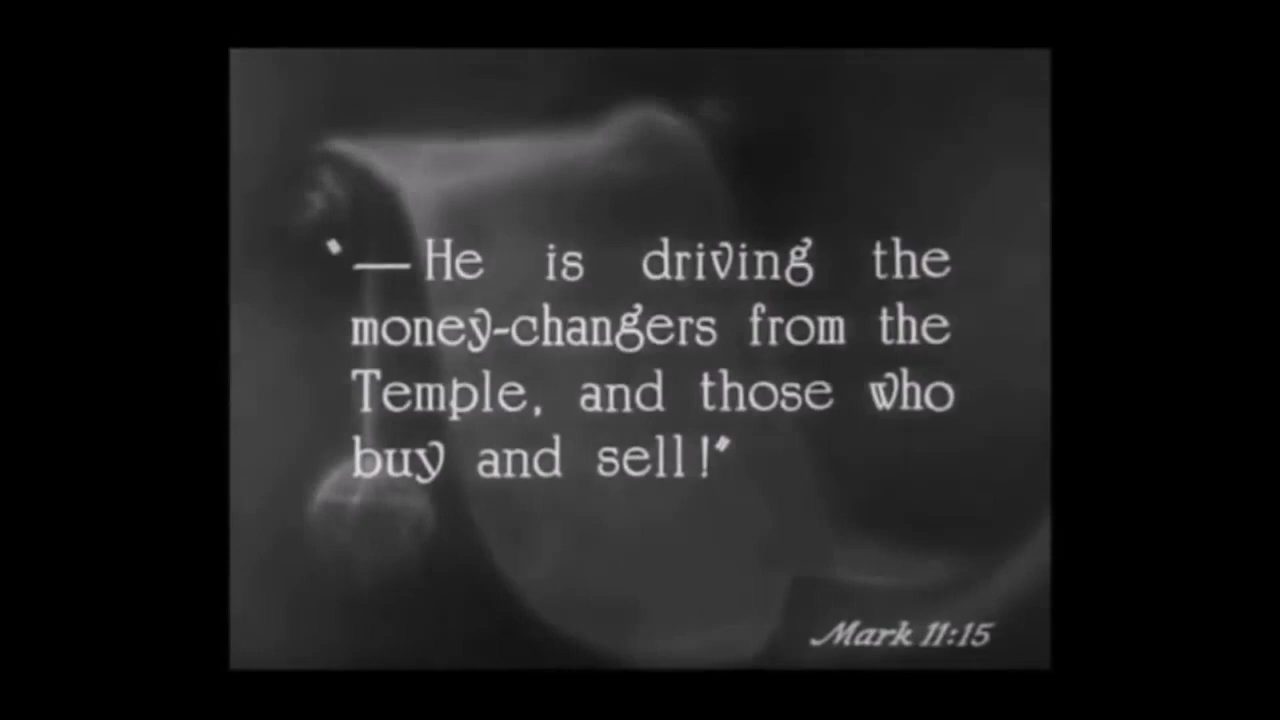 "—He is driving the
money-changers from the
Temple, and those who
buy and sell!"
Mark 11:15